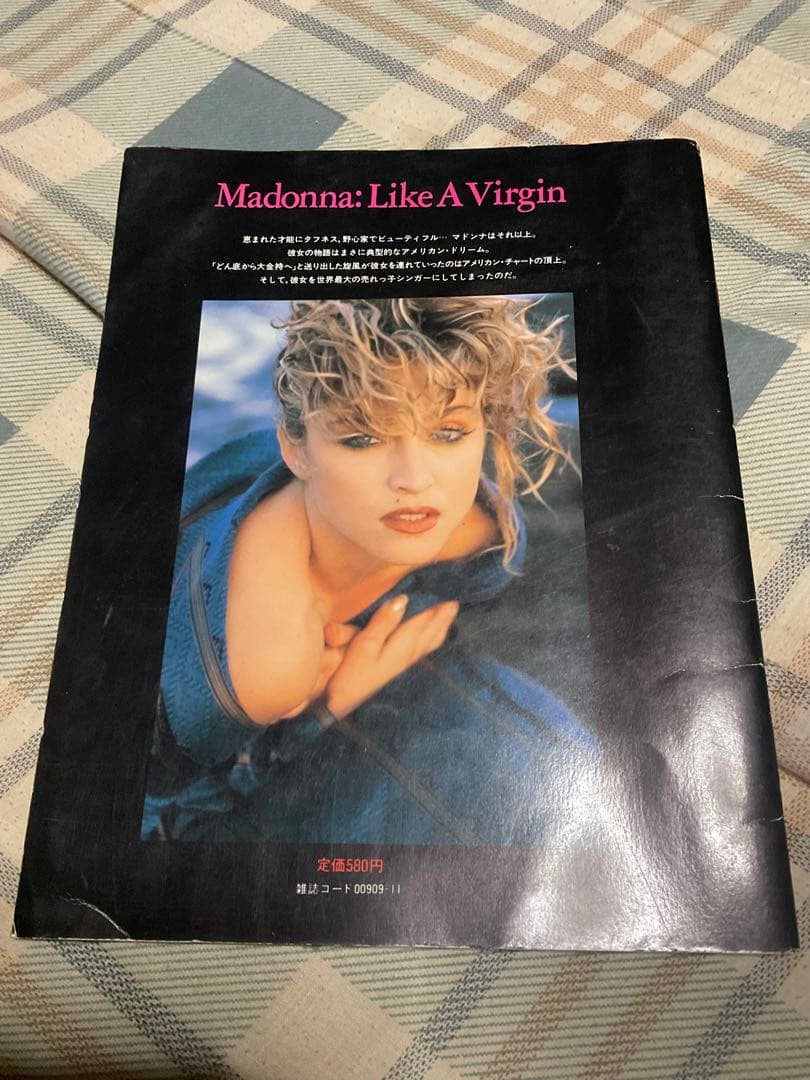 Madonna: Like A Virgin
恵まれた才能にタフネス,野心家でビューティフル… マドンナはそれ以上。
彼女の物語はまさに典型的なアメリカン・ドリーム。
「どん底から大金持へ」と送り出した旋風が彼女を連れていったのはアメリカン・チャートの頂上。
そして,彼女を世界最大の売れっ子シンガーにしてしまったのだ。
定価580円
雑誌コード00909-11